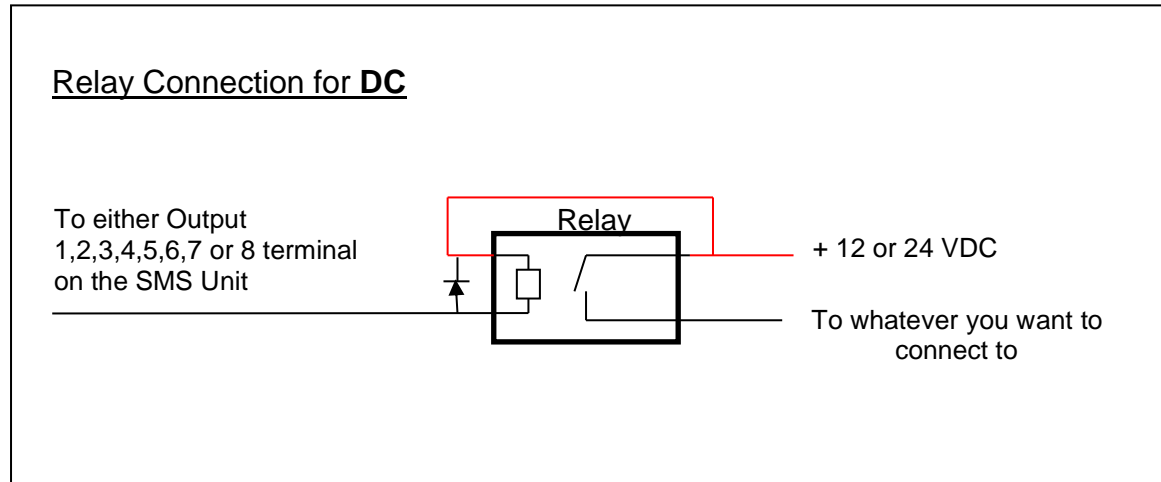 Relay Connection for DC
To either Output
1,2,3,4,5,6,7 or 8 terminal
on the SMS Unit
Relay
+ 12 or 24 VDC
To whatever you want to
connect to